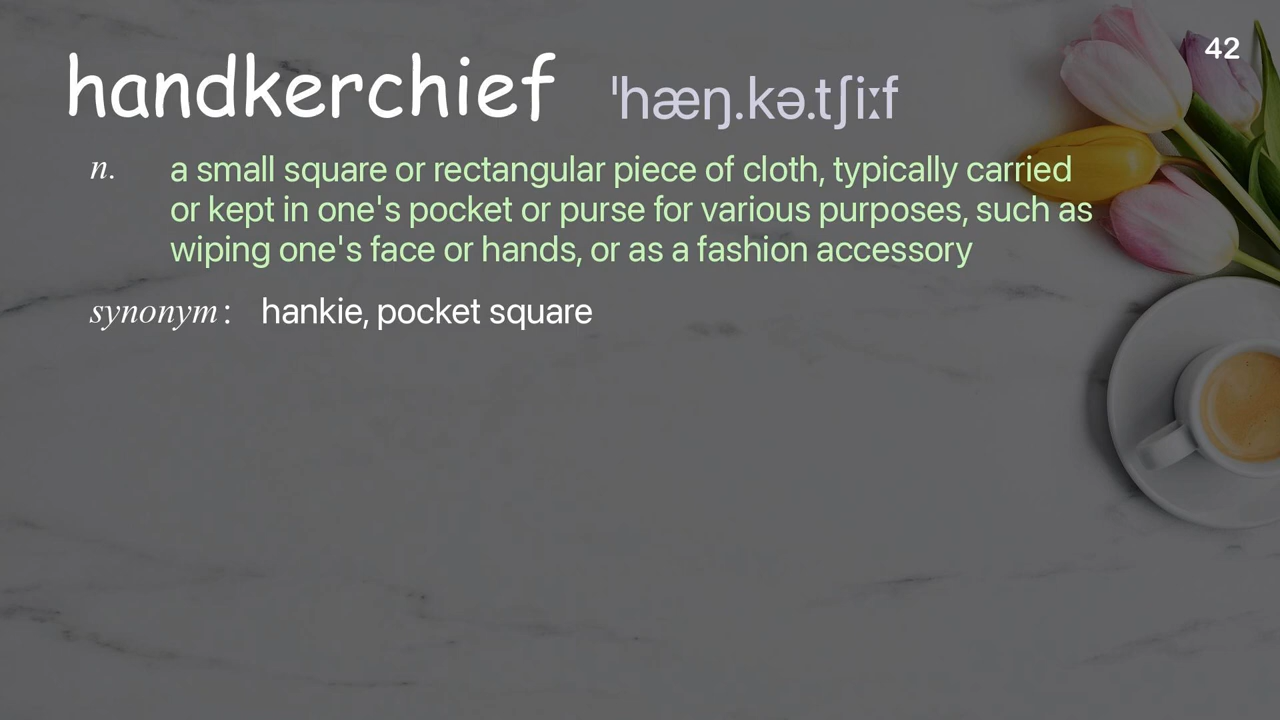 42
handkerchief ˈhæŋ.kə.tʃiːf
n. a small square or rectangular piece of cloth, typically carried
or kept in one's pocket or purse for various purposes, such as
wiping one's face or hands, or as a fashion accessory
synonym: hankie, pocket square